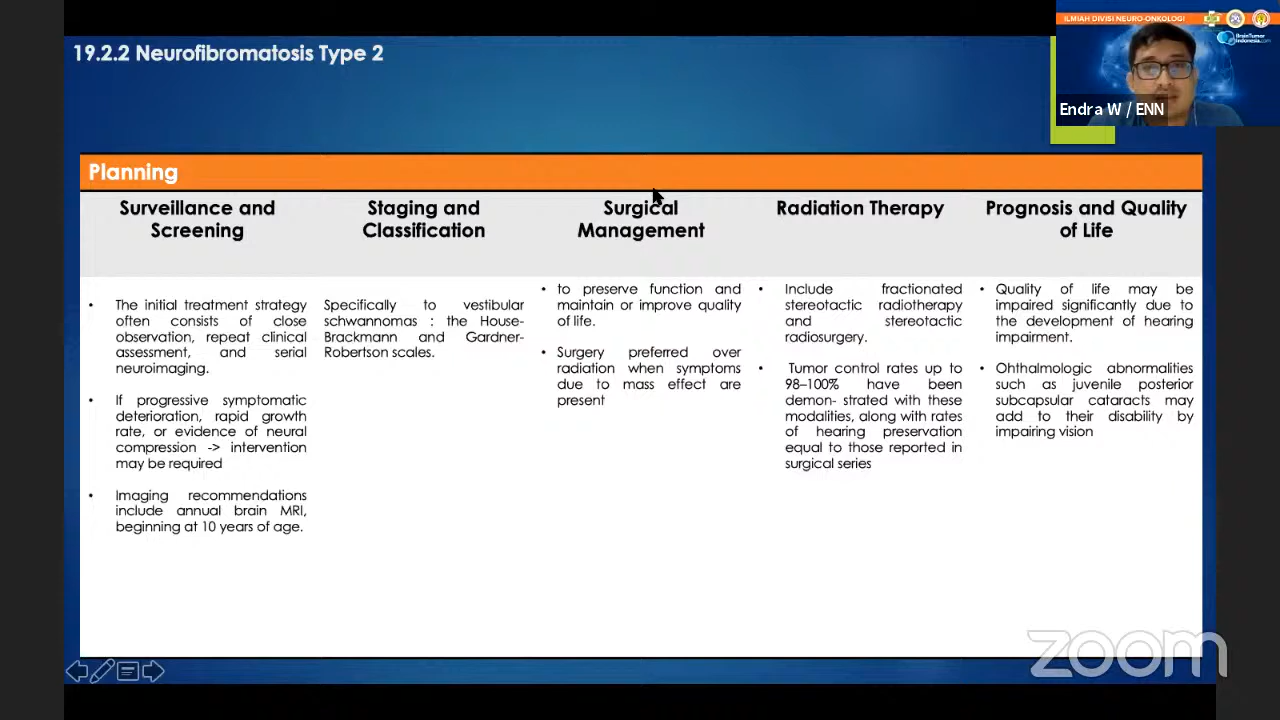 19.2.2 Neurofibromatosis Type 2
ILMIAH DIVISI NEURO-ONKOLOGI
BrainTumor
Indonesia.com
Endra W / ENN
Planning
Surveillance and
Screening
• The initial treatment strategy
often consists of close
observation, repeat clinical
assessment, and serial
neuroimaging.
• If progressive symptomatic
deterioration, rapid growth
rate, or evidence of neural
compression -> intervention
may be required
• Imaging recommendations
include annual brain MRI,
beginning at 10 years of age.
Staging and
Classification
Specifically to vestibular
schwannomas : the House-
Brackmann and Gardner-
Robertson scales.
Surgical
Management
• to preserve function and
maintain or improve quality
of life.
• Surgery preferred over
radiation when symptoms
due to mass effect are
present
Radiation Therapy
• Include fractionated
stereotactic radiotherapy
and stereotactic
radiosurgery.
• Tumor control rates up to
98–100% have been
demon- strated with these
modalities, along with rates
of hearing preservation
equal to those reported in
surgical series
Prognosis and Quality
of Life
• Quality of life may be
impaired significantly due to
the development of hearing
impairment.
• Ohthalmologic abnormalities
such as juvenile posterior
subcapsular cataracts may
add to their disability by
impairing vision
zoom